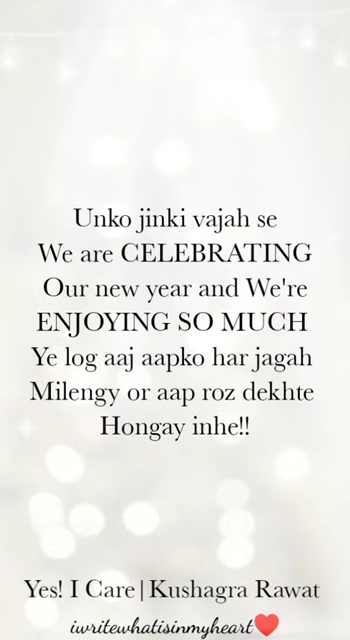 Unko jinki vajah se
We are CELEBRATING
Our new year and We're
ENJOYING SO MUCH
Ye log aaj aapko har jagah
Milengy or aap roz dekhte
Hongay inhe!!
Yes! I Care|Kushagra Rawat
iwritewhatisinmyheart❤️